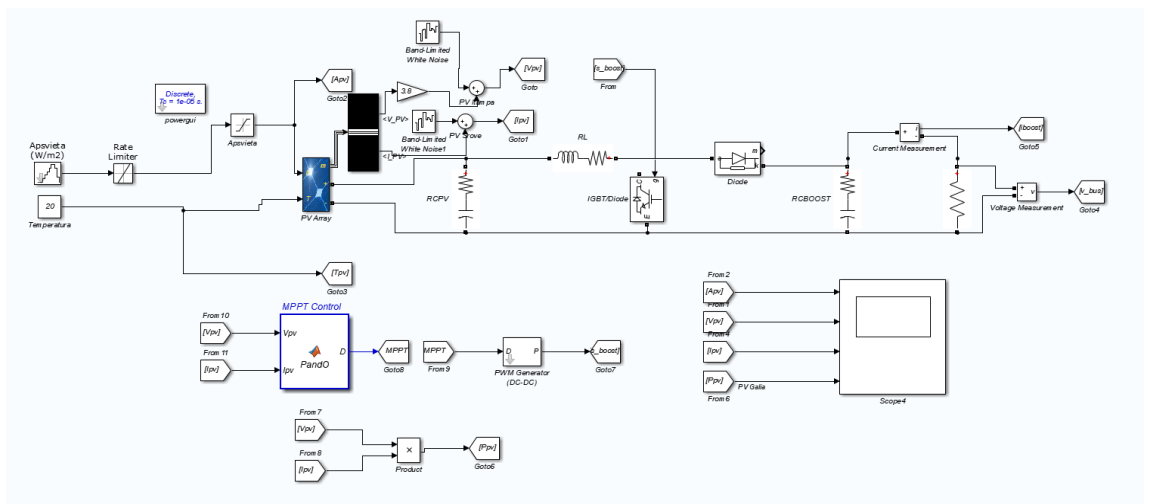 Discrete,
Ts = 1e-05 s.
powergui
Apsvieta
(W/m2)
Rate
Limiter
Apsvieta
20
Temperatura
[Apv]
Goto2
<V_PV>
<I_PV>
PV Array
3.8
Band-Limited
White Noise
Band-Limited
White Noise1
PV Itampa
[Vpv]
Goto
PV Srove
[Ipv]
Goto1
[s_boost]
From
RL
RCPV
g
C
E
IGBT/Diode
a
k
m
Diode
RCBOOST
+
-
i
Current Measurement
[Iboost]
Goto5
+
-
v
Voltage Measurement
[v_bus]
Goto4
[Tpv]
Goto3
MPPT Control
From 10
[Vpv]
From 11
[Ipv]
Vpv
Ipv
PandO
D
MPPT
Goto8
MPPT
From 9
D
P
PWM Generator
(DC-DC)
s_boost]
Goto7
From 2
[Apv]
[Vpv]
From 4
[Ipv]
[Ppv]
From 6
PV Galia
Scope4
From 7
[Vpv]
From 8
[Ipv]
×
Product
[Ppv]
Goto6